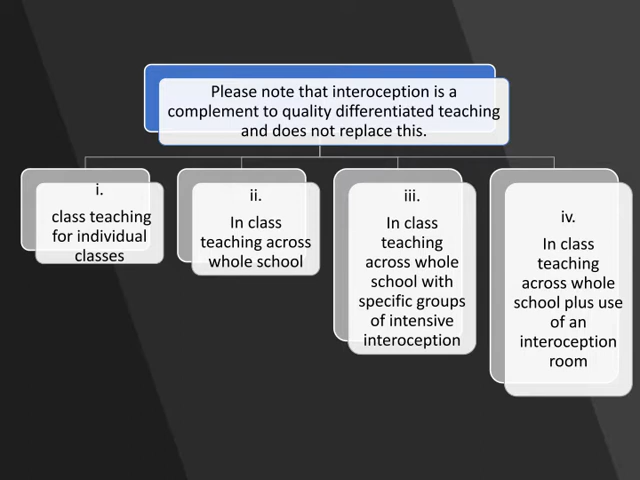 Please note that interoception is a
complement to quality differentiated teaching
and does not replace this.
i.
class teaching
for individual
classes
ii.
In class
teaching across
whole school
iii.
In class
teaching
across whole
school with
specific groups
of intensive
interoception
iv.
In class
teaching
across whole
school plus use
of an
interoception
room